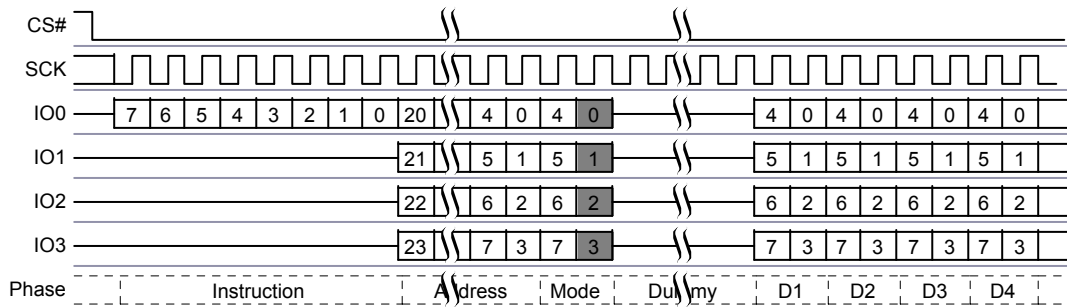 CS#
SCK
IO0 7 6 5 4 3 2 1 0 20 4 0 4 0 4 0 4 0 4 0 4 0
IO1 21 5 1 5 1 5 1 5 1 5 1 5 1
IO2 22 6 2 6 2 6 2 6 2 6 2 6 2
IO3 23 7 3 7 3 7 3 7 3 7 3 7 3
Phase Instruction Address Mode Dummy D1 D2 D3 D4